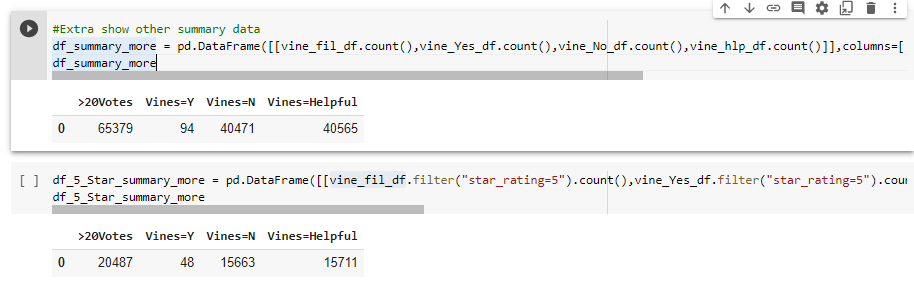 #Extra show other summary data
df_summary_more = pd.DataFrame([[vine_fil_df.count(),vine_Yes_df.count(),vine_No_df.count(),vine_hlp_df.count()]],columns=[
df_summary_more
>20Votes Vines=Y Vines=N Vines=Helpful
0 65379 94 40471 40565
[ ] df_5_Star_summary_more = pd.DataFrame([[vine_fil_df.filter("star_rating=5").count(),vine_Yes_df.filter("star_rating=5").cou
df_5_Star_summary_more
>20Votes Vines=Y Vines=N Vines=Helpful
0 20487 48 15663 15711